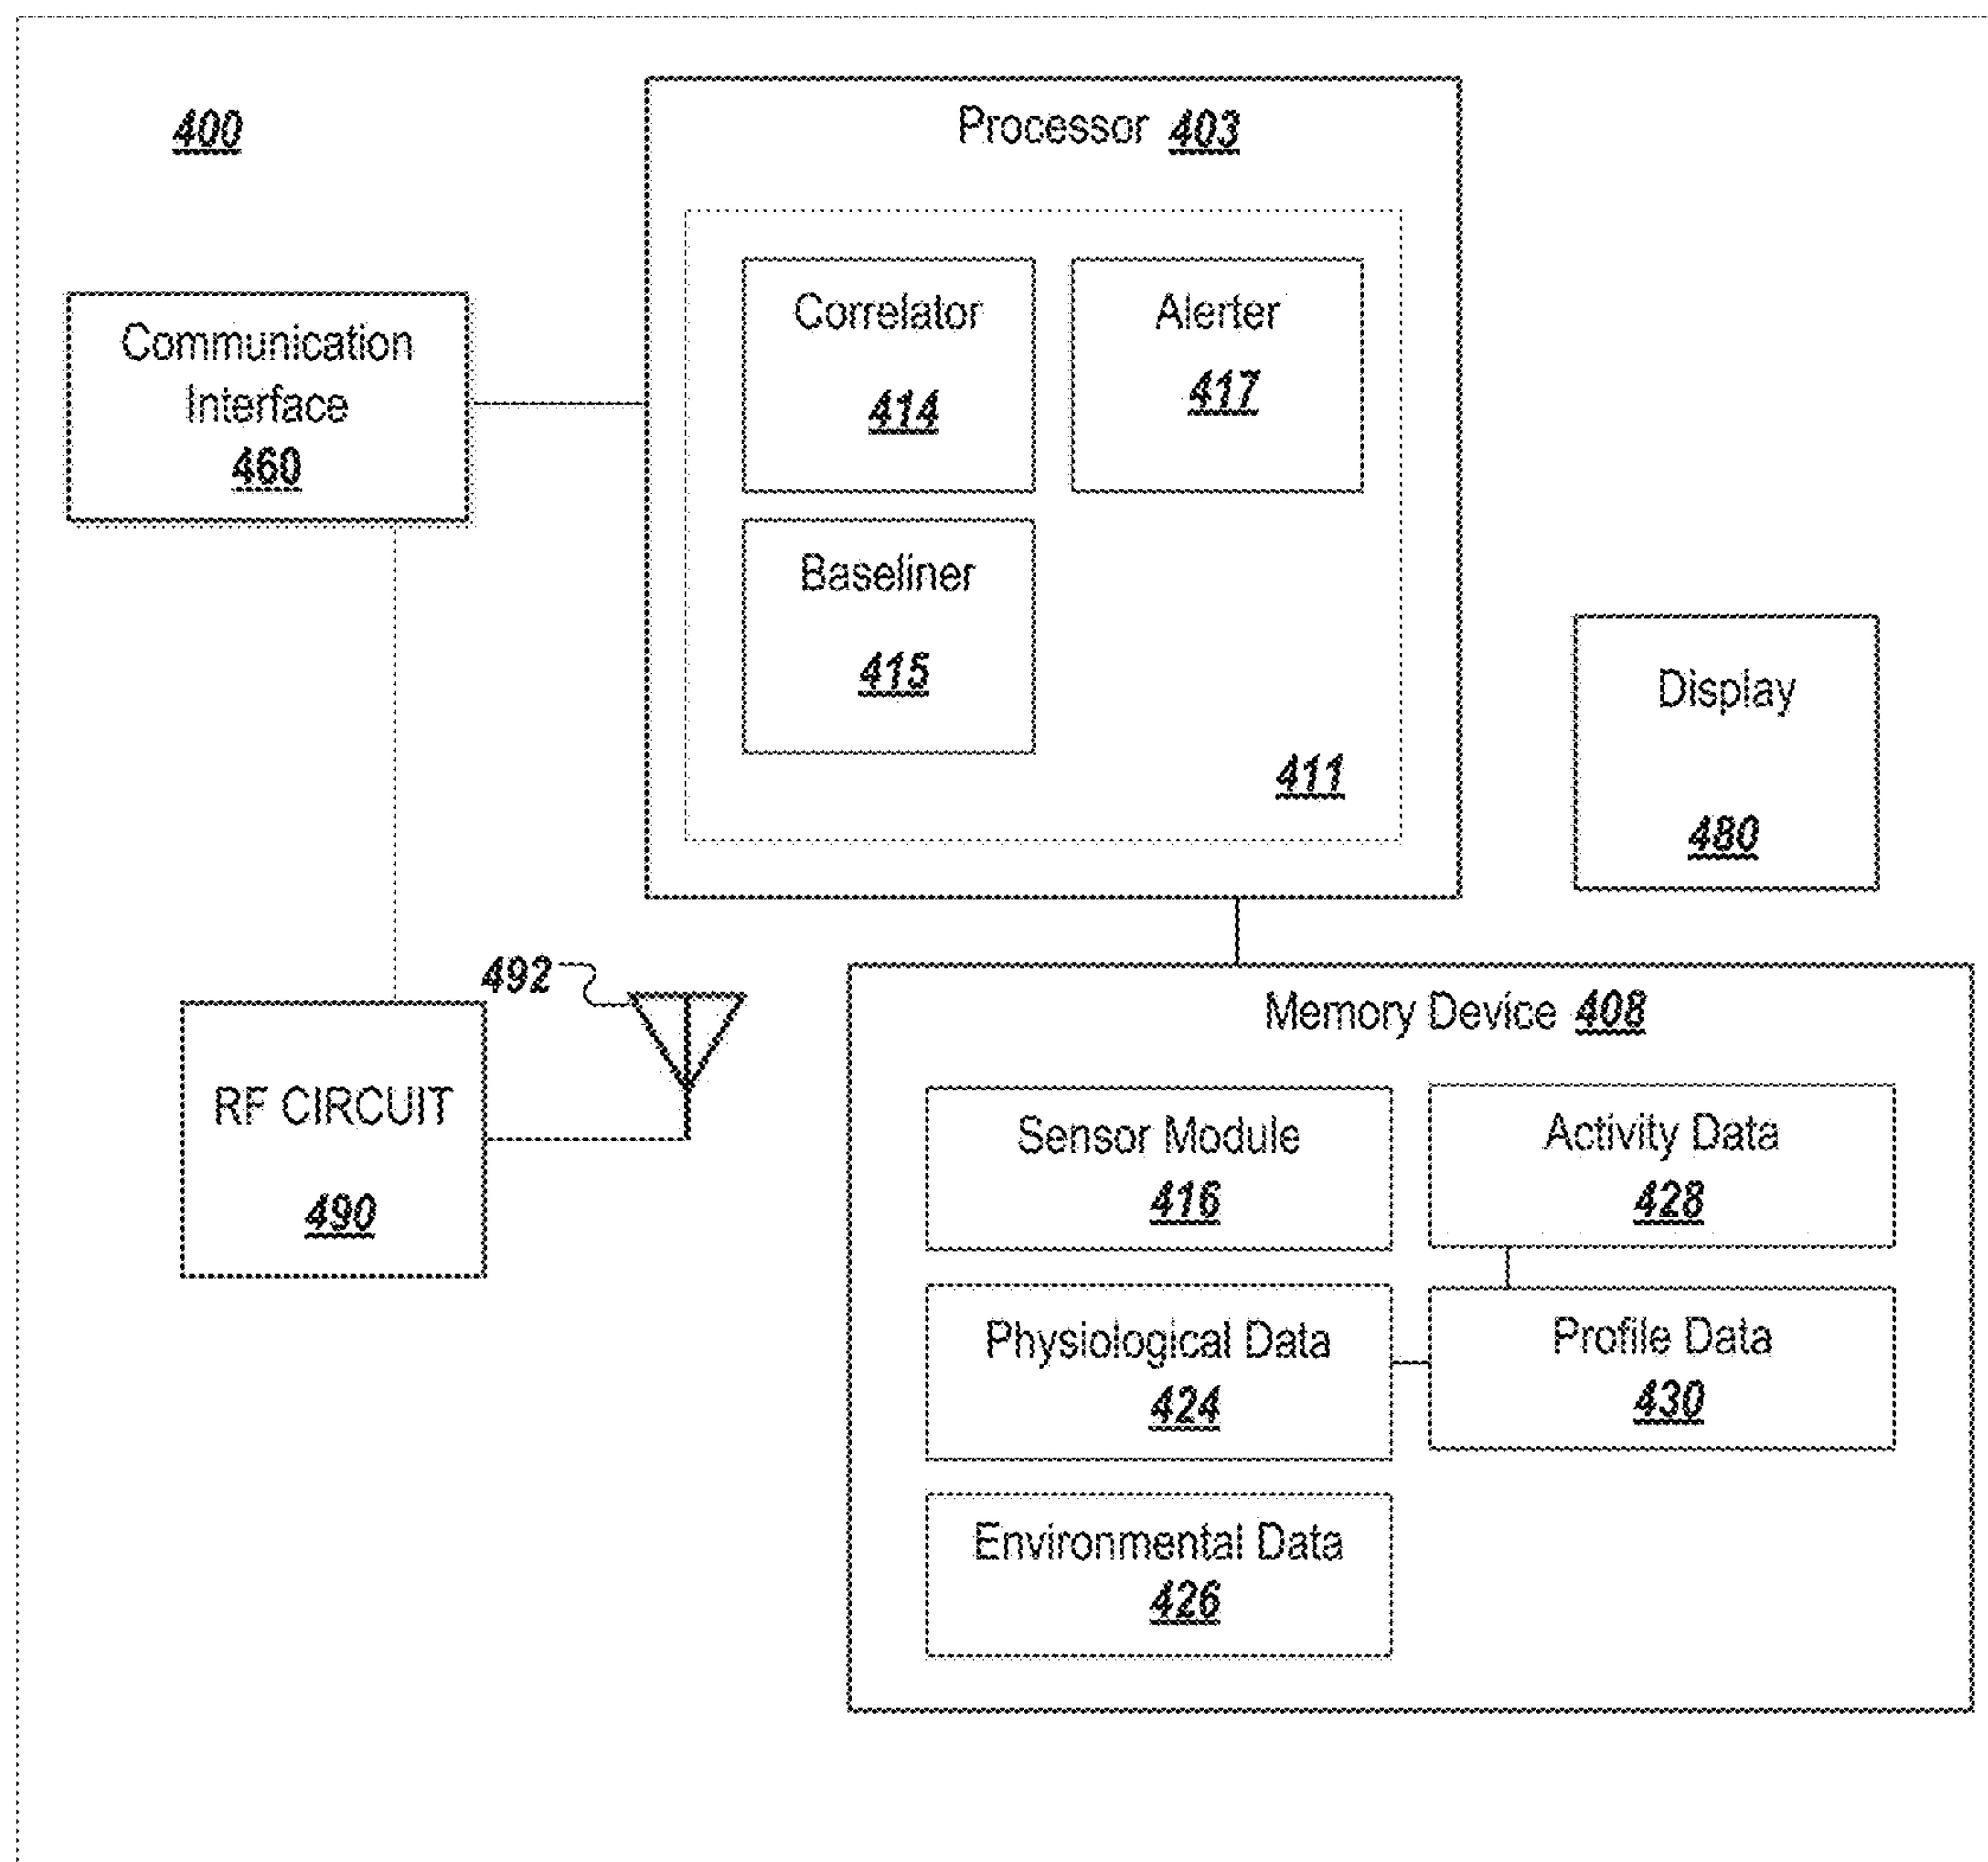 400
Processor 403
Correlator
414
Alerter
417
Communication
Interface
460
Baseliner
415
411
Display
480
492
RF CIRCUIT
490
Memory Device 408
Sensor Module
416
Activity Data
428
Physiological Data
424
Profile Data
430
Environmental Data
426